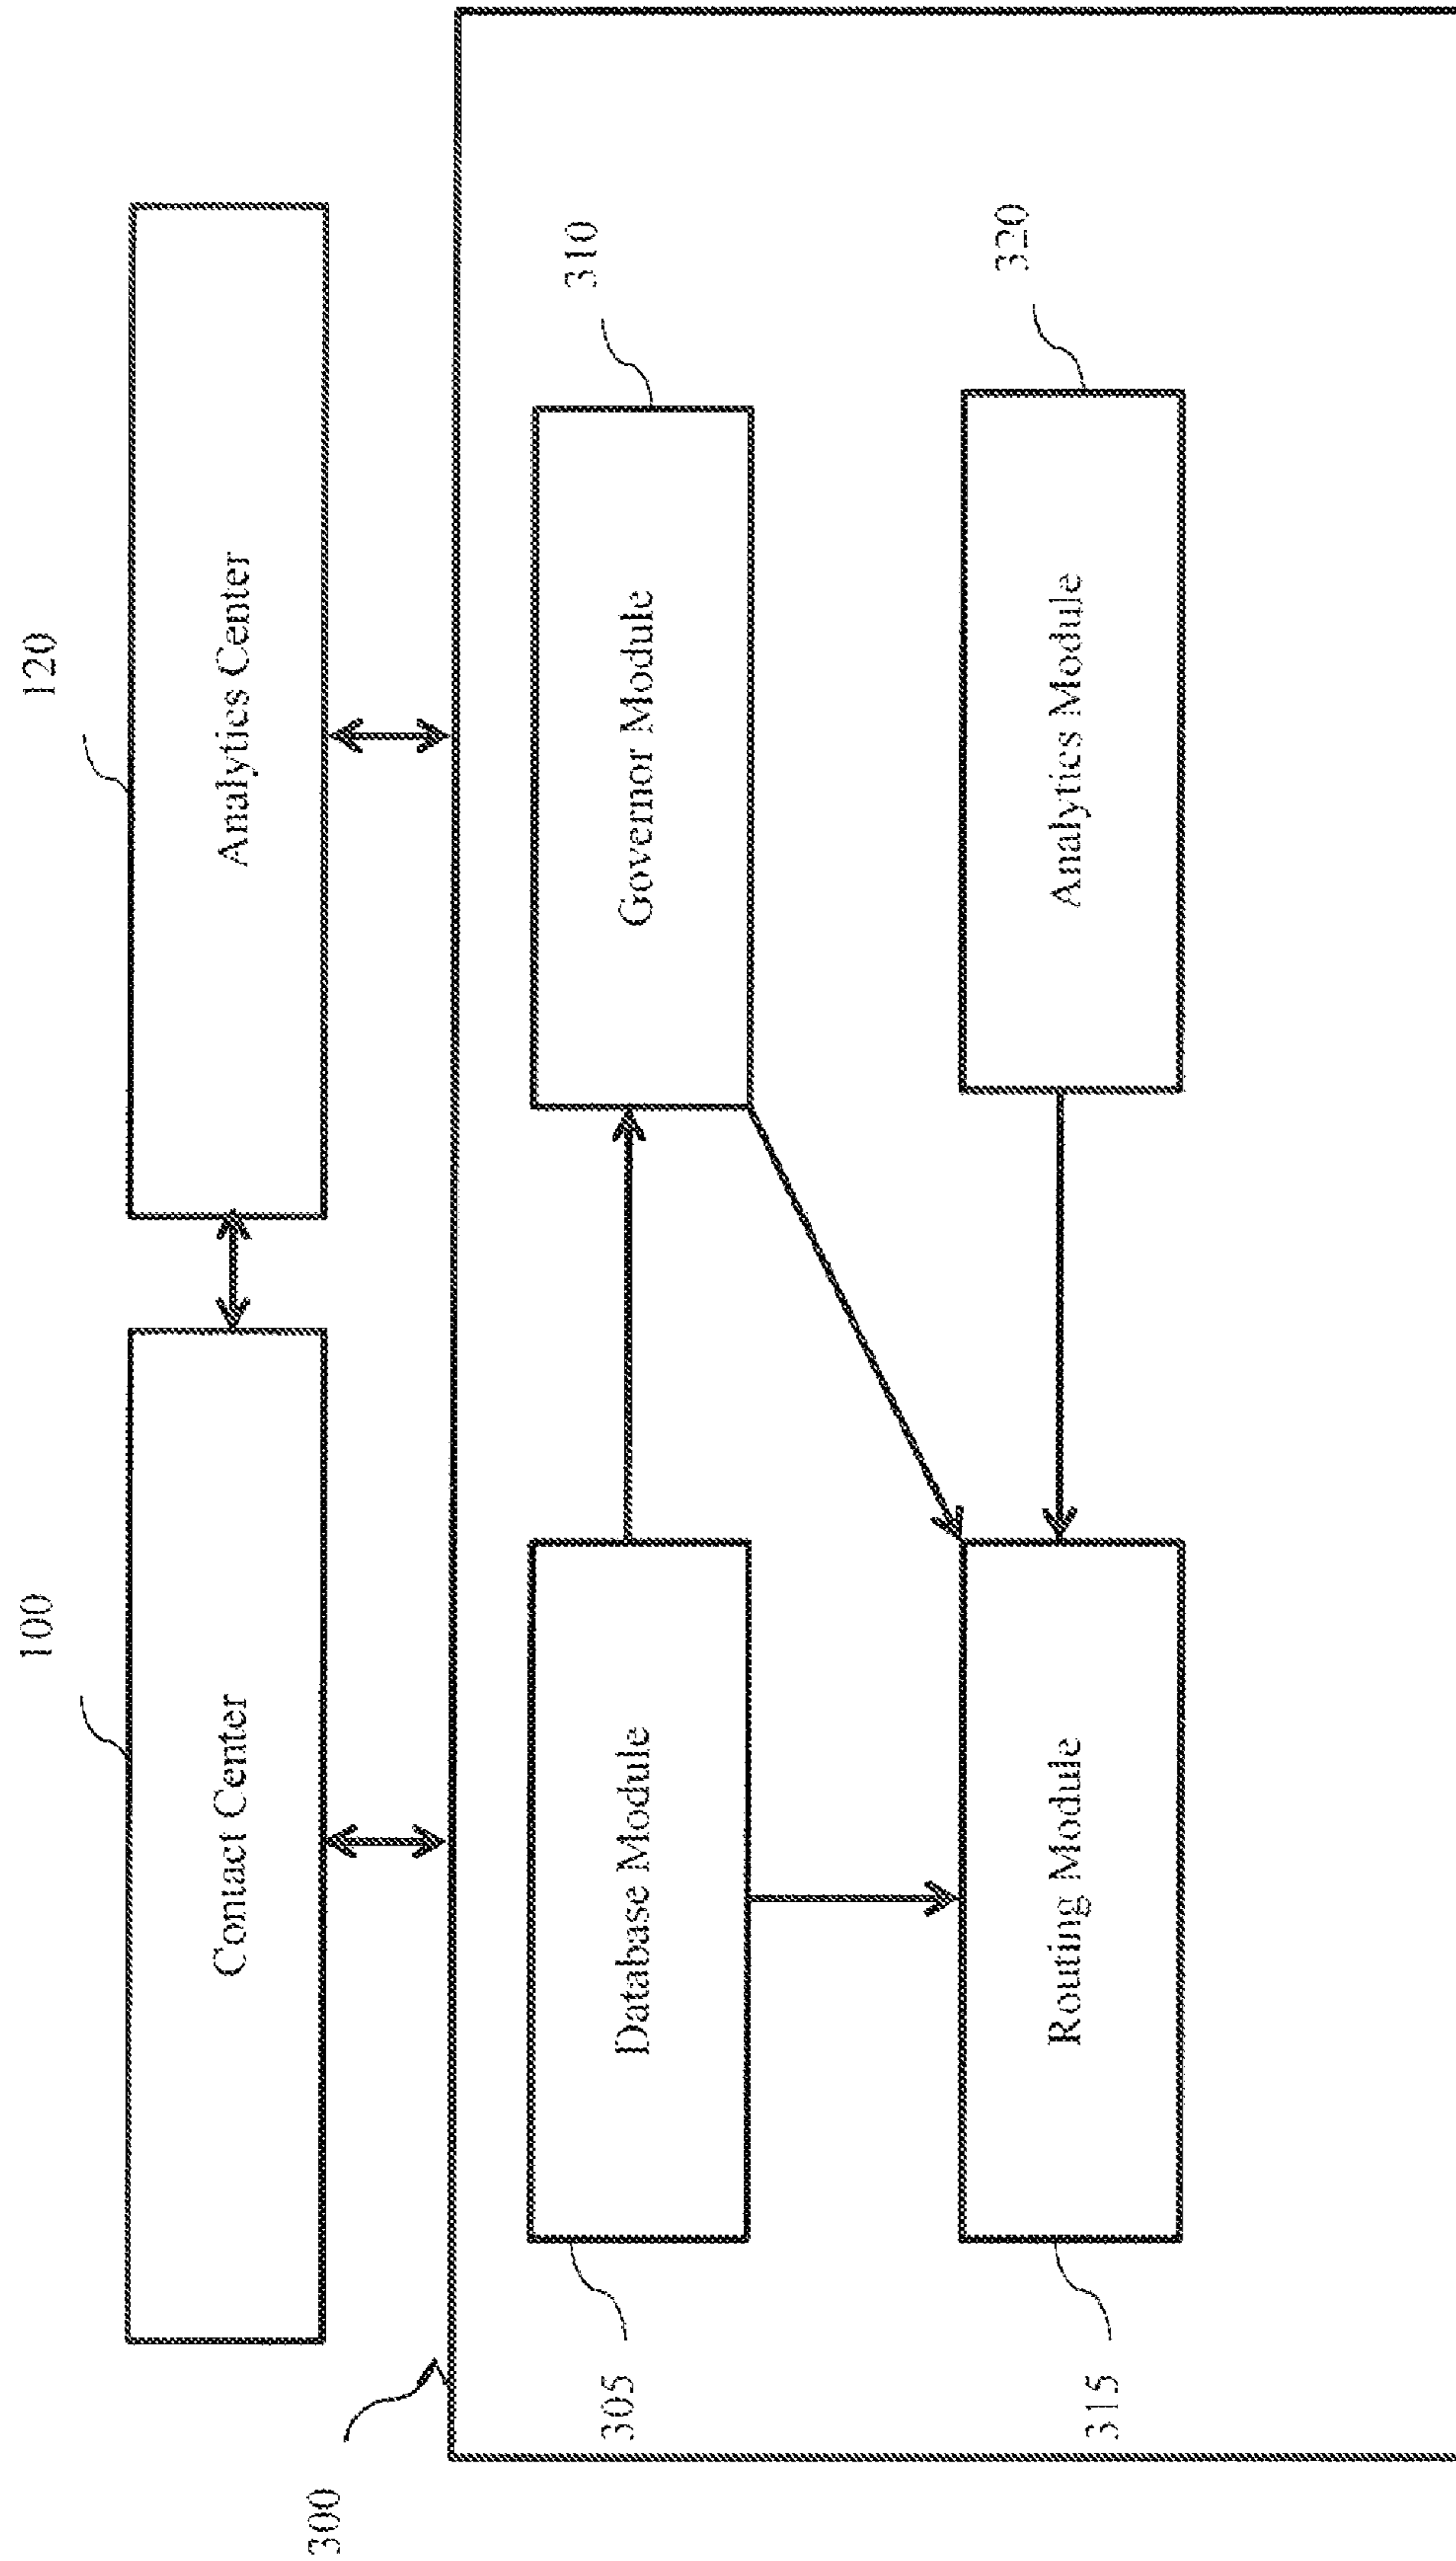 100
120
Contact Center
Analytics Center
300
305
Database Module
Governor Module
310
315
Routing Module
Analytics Module
320